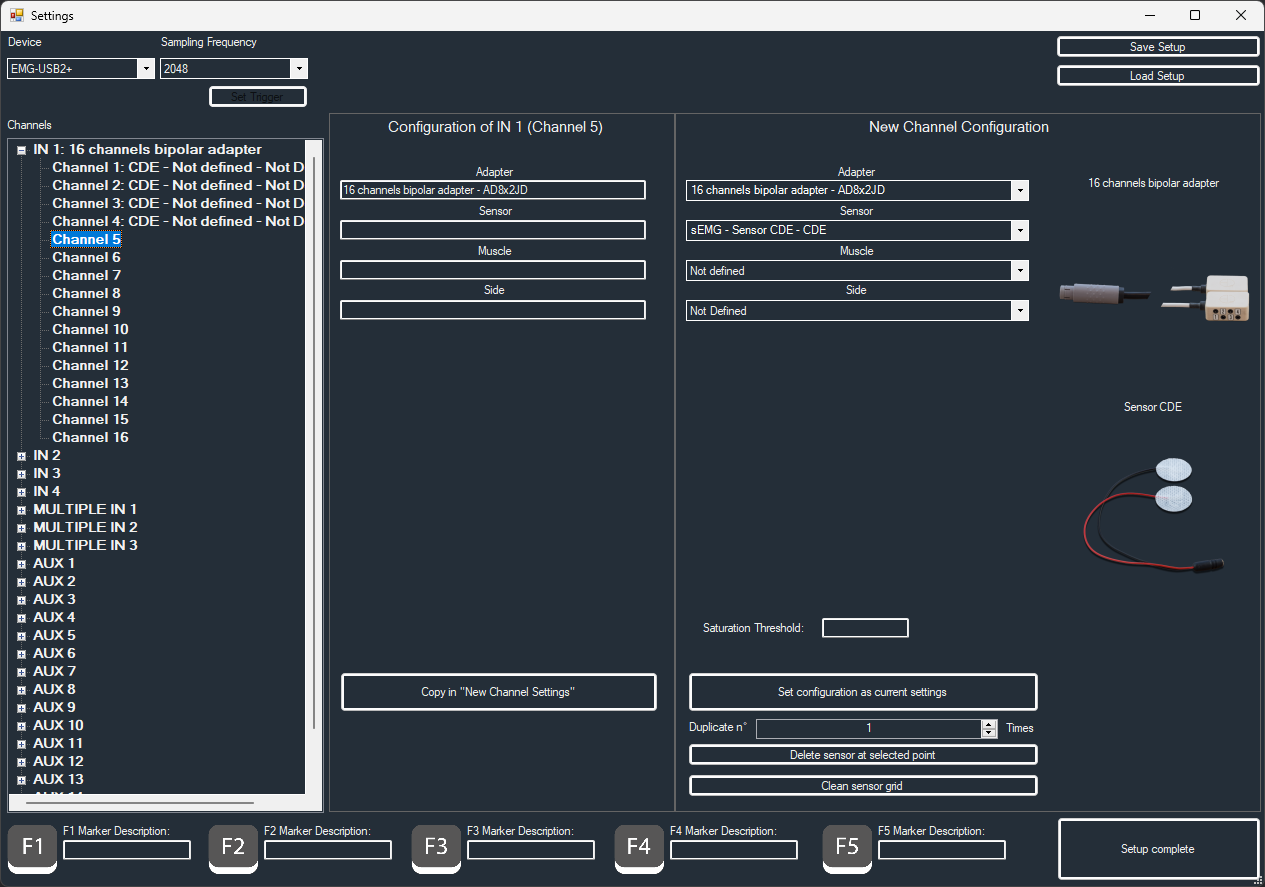 Settings
Device
Sampling Frequency
EMG-USB2+
2048
Set Trigger
Save Setup
Load Setup
Channels
IN 1: 16 channels bipolar adapter
Channel 1: CDE - Not defined - Not D
Channel 2: CDE - Not defined - Not D
Channel 3: CDE - Not defined - Not D
Channel 4: CDE - Not defined - Not D
Channel 5
Channel 6
Channel 7
Channel 8
Channel 9
Channel 10
Channel 11
Channel 12
Channel 13
Channel 14
Channel 15
Channel 16
IN 2
IN 3
IN 4
MULTIPLE IN 1
MULTIPLE IN 2
MULTIPLE IN 3
AUX 1
AUX 2
AUX 3
AUX 4
AUX 5
AUX 6
AUX 7
AUX 8
AUX 9
AUX 10
AUX 11
AUX 12
AUX 13
Configuration of IN 1 (Channel 5)
Adapter
16 channels bipolar adapter - AD8x2JD
Sensor
Muscle
Side
Copy in "New Channel Settings"
New Channel Configuration
Adapter
16 channels bipolar adapter - AD8x2JD
Sensor
sEMG - Sensor CDE - CDE
Muscle
Not defined
Side
Not Defined
16 channels bipolar adapter
Sensor CDE
Saturation Threshold:
Set configuration as current settings
Duplicate n° 1 Times
Delete sensor at selected point
Clean sensor grid
F1
F1 Marker Description:
F2
F2 Marker Description:
F3
F3 Marker Description:
F4
F4 Marker Description:
F5
F5 Marker Description:
Setup complete